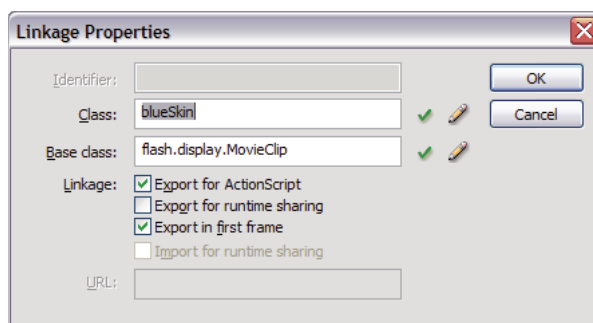 Linkage Properties
Identifier:
OK
Class: blueSkin
Cancel
Base class: flash.display.MovieClip
Linkage: Export for ActionScript
Export for runtime sharing
Export in first frame
Import for runtime sharing
URL: